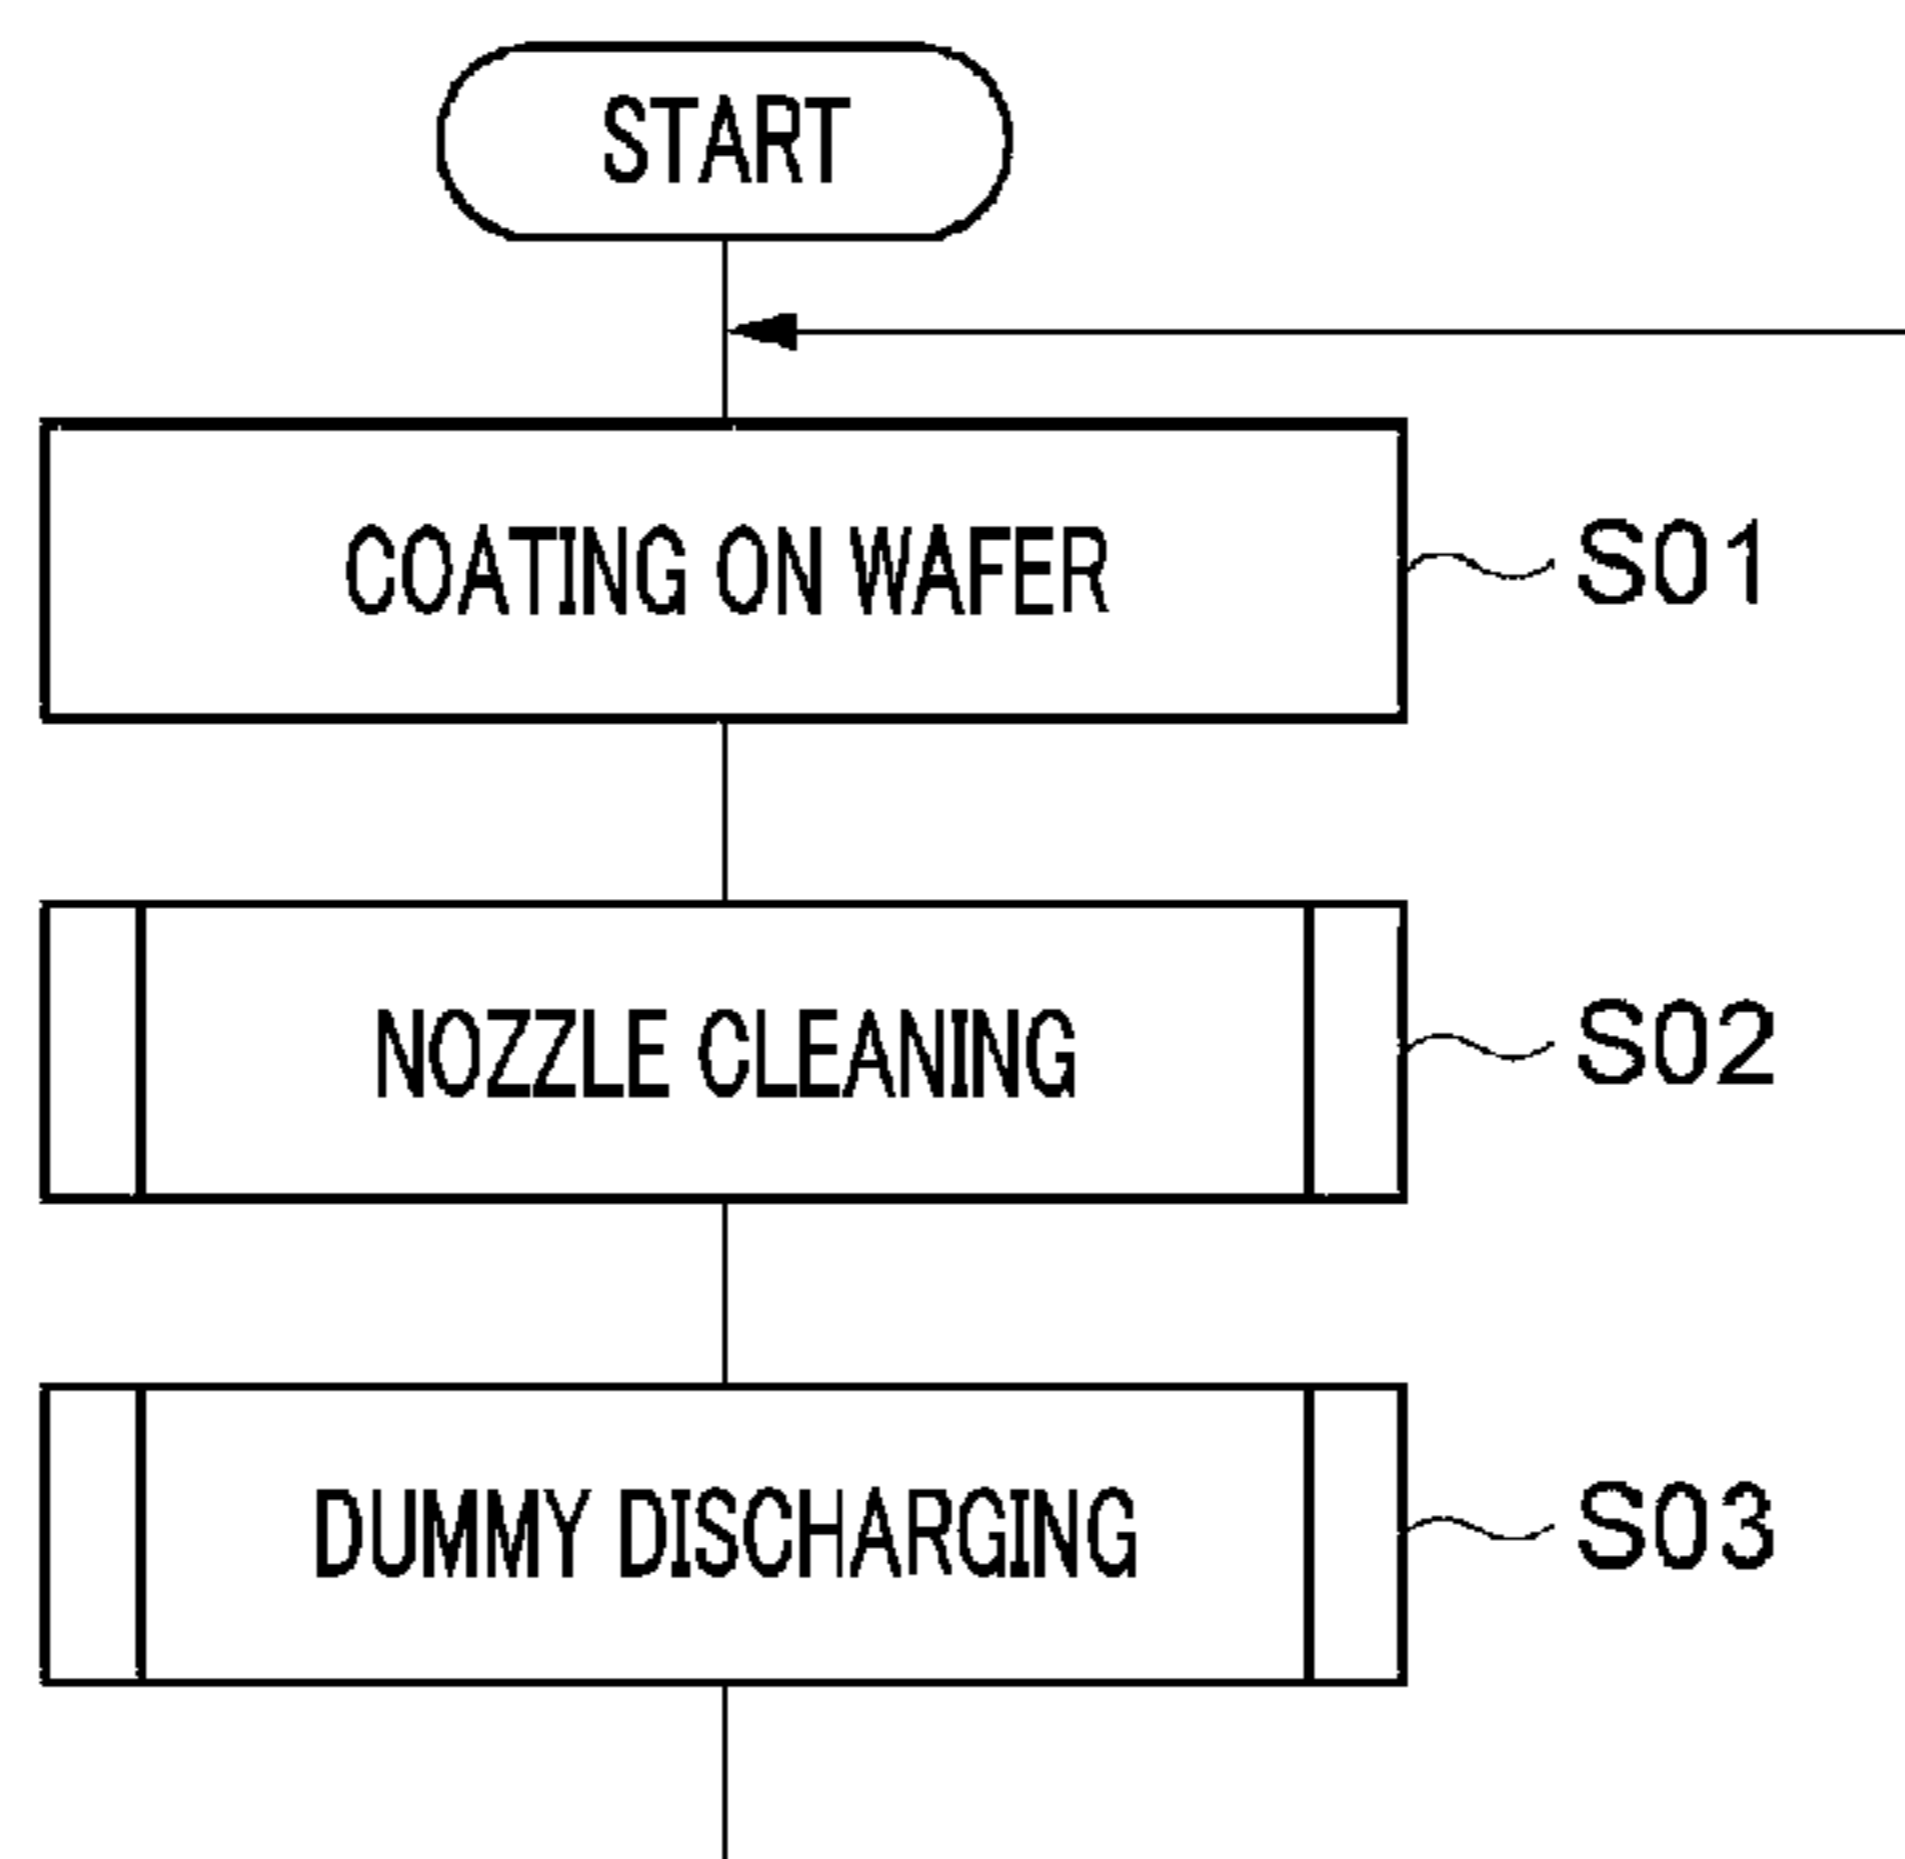 START
COATING ON WAFER
S01
NOZZLE CLEANING
S02
DUMMY DISCHARGING
S03